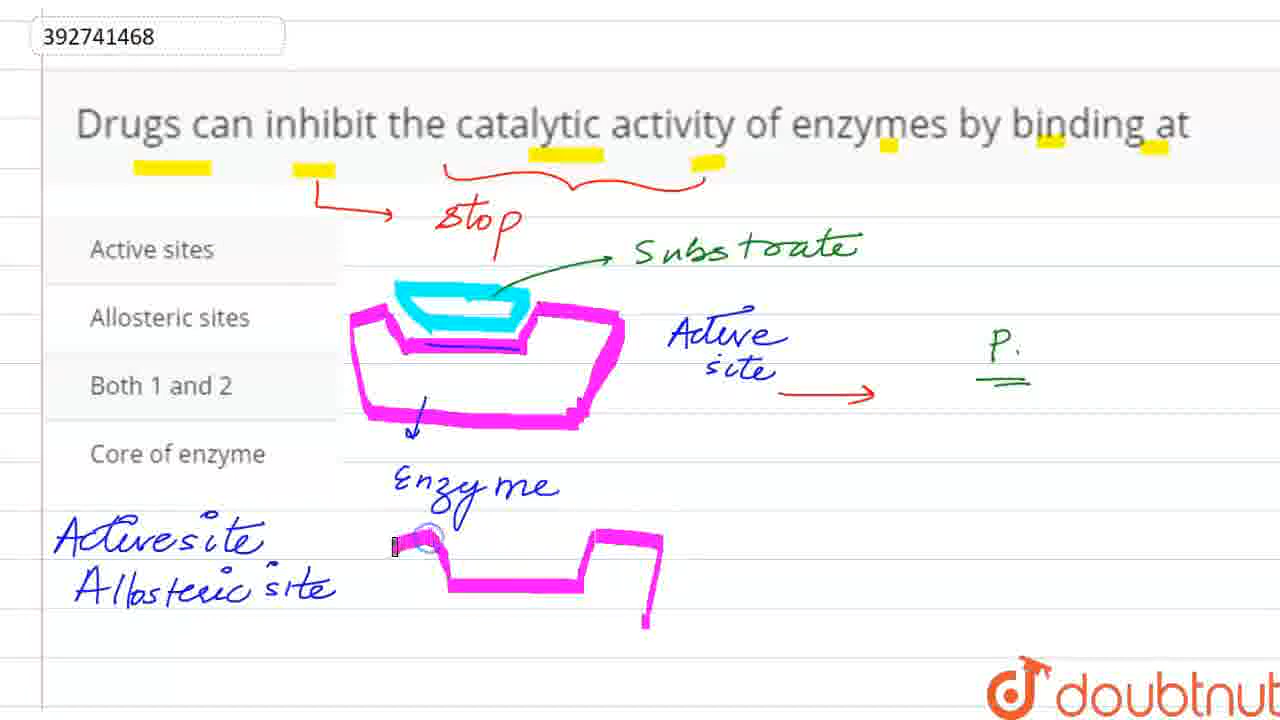 392741468
Drugs can inhibit the catalytic activity of enzymes by binding at
Stop
Substrate
Active sites
Allosteric sites
Both 1 and 2
Core of enzyme
Active
site
P.
Enzyme
Active site
Allosteric site
doubtnut